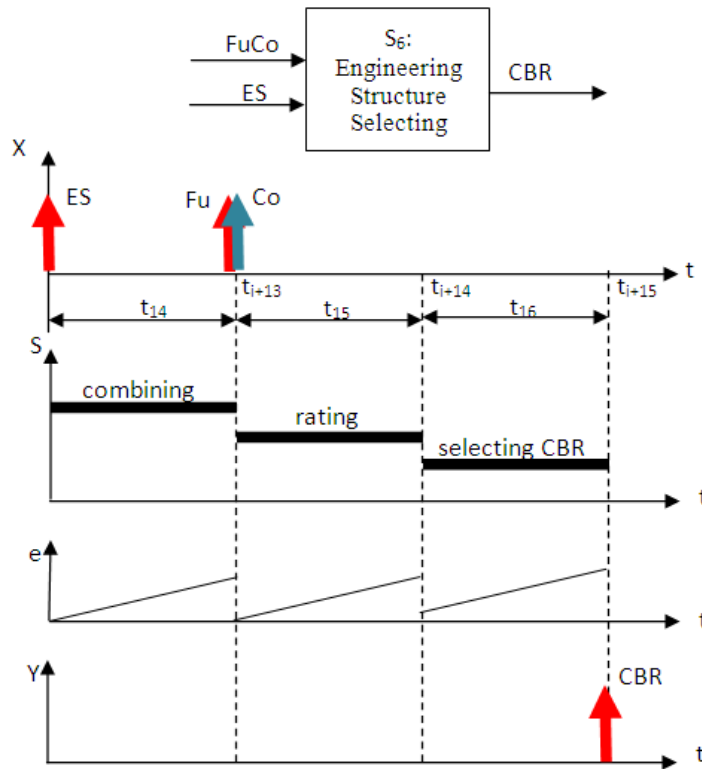 FuCo
ES
S₆:
Engineering
Structure
Selecting
CBR
X
ES
Fu
Co
t
tᵢ₊₁₃
tᵢ₊₁₄
tᵢ₊₁₅
t₁₄
t₁₅
t₁₆
S
combining
rating
selecting CBR
t
e
t
Y
CBR
t